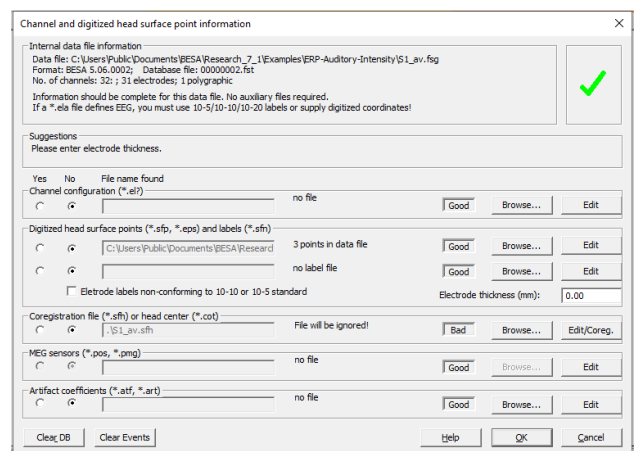 Channel and digitized head surface point information
Internal data file information
Data file: C:\Users\Public\Documents\BESA\Research_7_1\Examples\ERP-Auditory-Intensity\S1_av.fsg
Format: BESA 5.06.0002; Database file: 00000002.fst
No. of channels: 32: ; 31 electrodes; 1 polygraphic
Information should be complete for this data file. No auxiliary files required.
If a *.ela file defines EEG, you must use 10-5/10-10/10-20 labels or supply digitized coordinates!
Suggestions
Please enter electrode thickness.
Yes No File name found
Channel configuration (*.el?)
no file Good Browse... Edit
Digitized head surface points (*.sfp, *.eps) and labels (*.sfn)
C:\Users\Public\Documents\BESA\Researd 3 points in data file Good Browse... Edit
no label file Good Browse... Edit
Eletrode labels non-conforming to 10-10 or 10-5 standard Electrode thickness (mm): 0.00
Coregistration file (*.sfh) or head center (*.cot)
.\S1_av.sfh File will be ignored! Bad Browse... Edit/Coreg.
MEG sensors (*.pos, *.pmg)
no file Good Browse... Edit
Artifact coefficients (*.atf, *.art)
no file Good Browse... Edit
Clear DB Clear Events Help OK Cancel